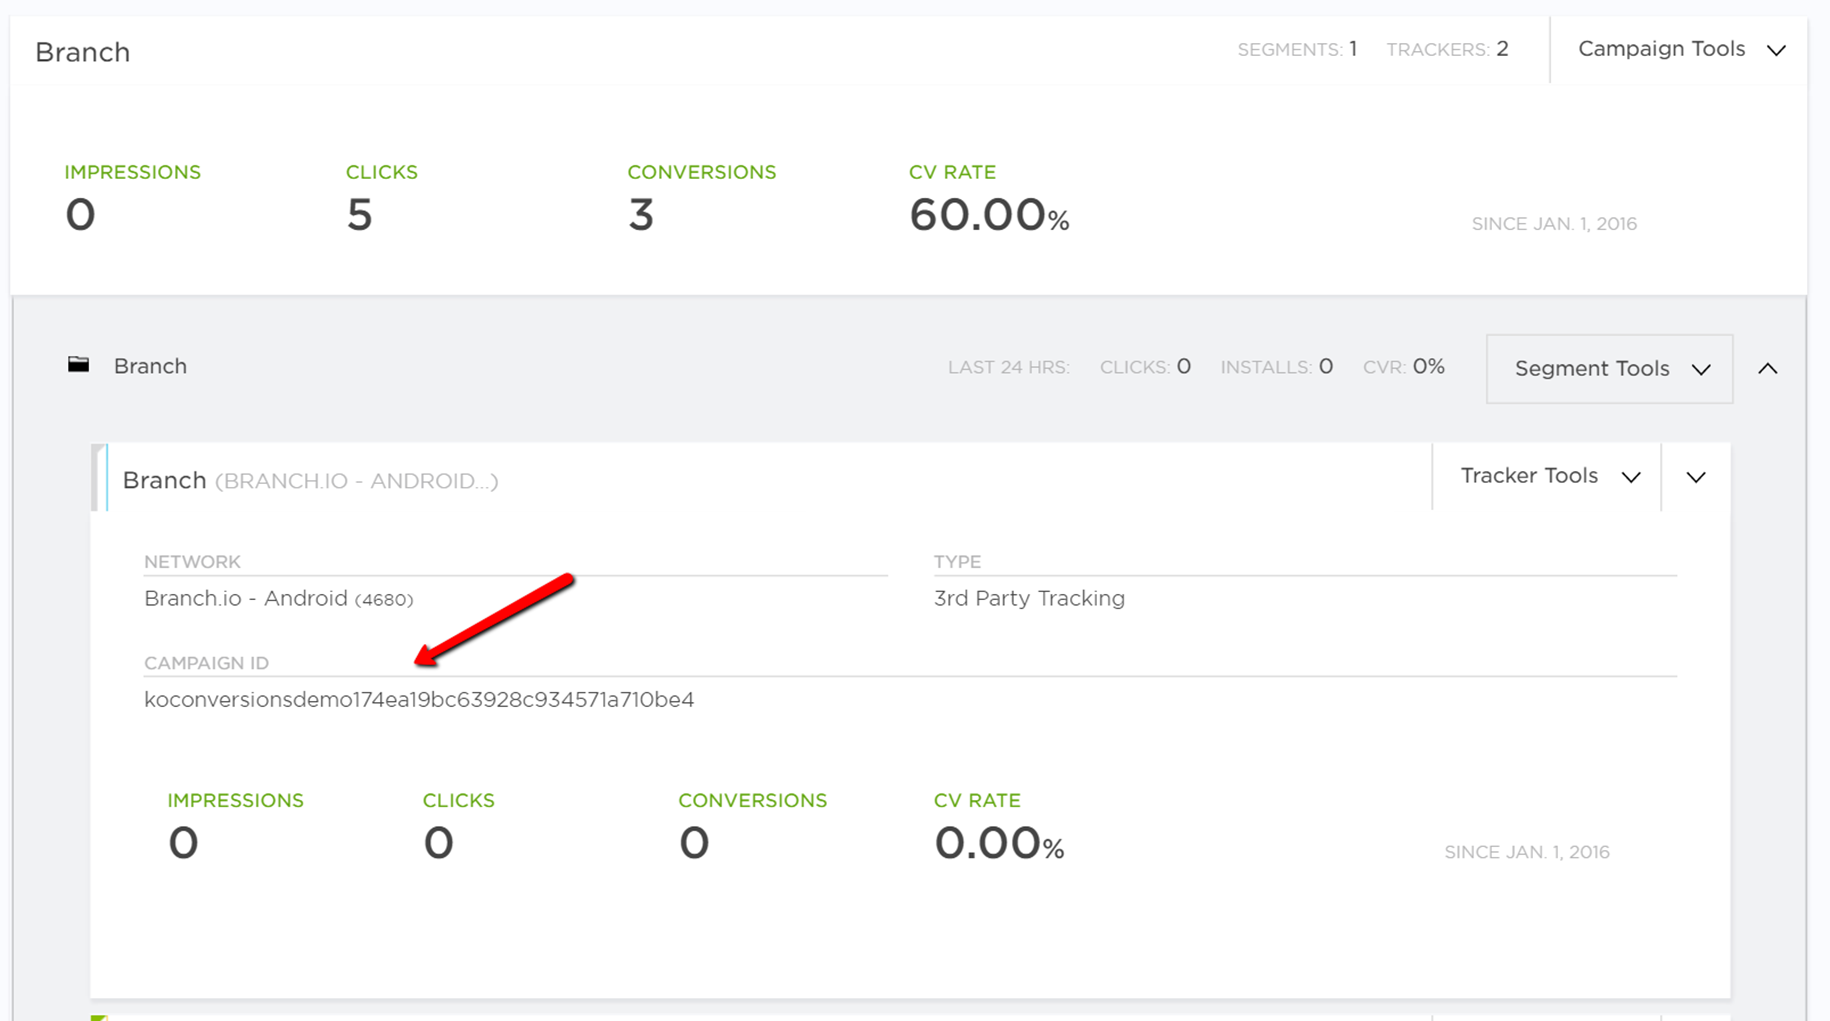 Branch SEGMENTS: 1 TRACKERS: 2 Campaign Tools
IMPRESSIONS CLICKS CONVERSIONS CV RATE
0 5 3 60.00% SINCE JAN. 1, 2016
Branch LAST 24 HRS: CLICKS: 0 INSTALLS: 0 CVR: 0% Segment Tools
Branch (BRANCH.IO - ANDROID...) Tracker Tools
NETWORK TYPE
Branch.io - Android (4680) 3rd Party Tracking
CAMPAIGN ID
koconversionsdemo174ea19bc63928c934571a710be4
IMPRESSIONS CLICKS CONVERSIONS CV RATE
0 0 0 0.00% SINCE JAN. 1, 2016